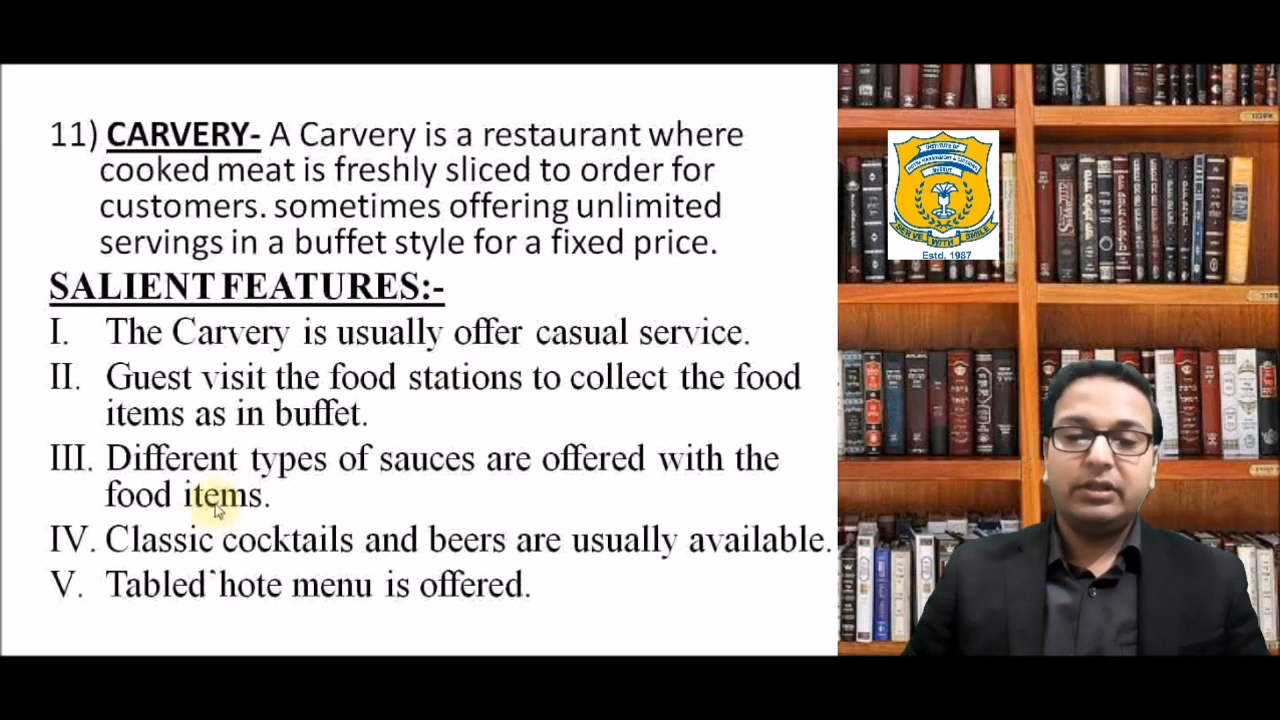 11) CARVERY- A Carvery is a restaurant where
cooked meat is freshly sliced to order for
customers. sometimes offering unlimited
servings in a buffet style for a fixed price.
SALIENT FEATURES:-
I. The Carvery is usually offer casual service.
II. Guest visit the food stations to collect the food
items as in buffet.
III. Different types of sauces are offered with the
food items.
IV. Classic cocktails and beers are usually available.
V. Tabled`hote menu is offered.
INSTITUTE OF
SERVE WITH SMILE
Estd. 1987